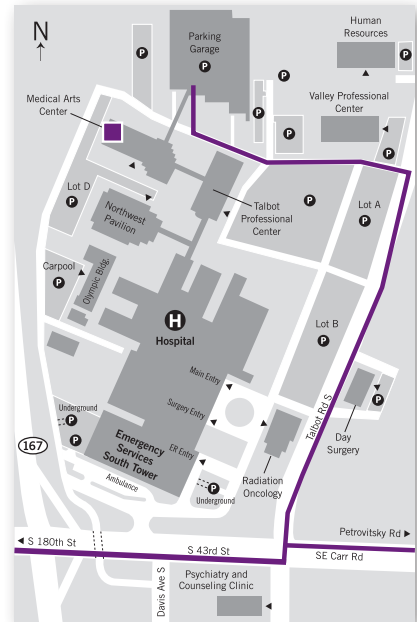 N
Parking
Garage
P
Human
Resources
P
P
P
Medical Arts
Center
Valley Professional
Center
P
P
P
Lot D
P
Northwest
Pavilion
Talbot
Professional
Center
P
Lot A
P
Carpool
P
Olympic Bldg.
H
Hospital
Lot B
P
Main Entry
Surgery Entry
ER Entry
Talbot Rd S
P
Day
Surgery
Underground
P
P
167
Emergency
Services
South Tower
Ambulance
P
Underground
Radiation
Oncology
Petrovitsky Rd
S 180th St
S 43rd St
SE Carr Rd
Davis Ave S
Psychiatry and
Counseling Clinic